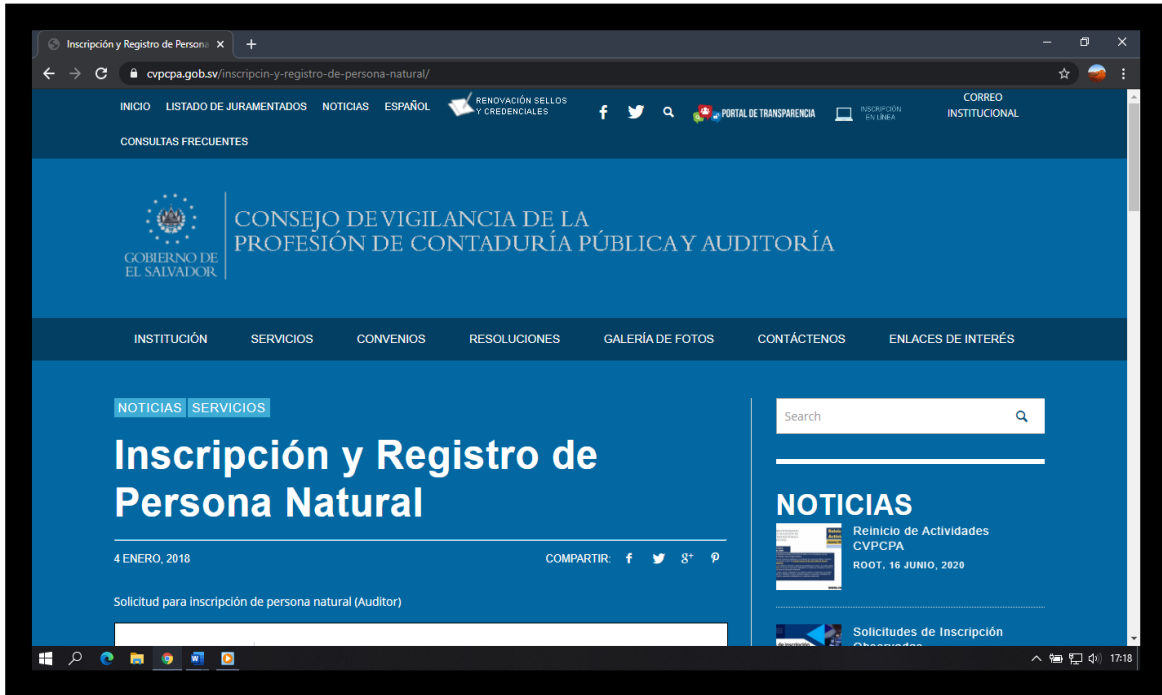 Inscripción y Registro de Persona
cvpcpa.gob.sv/inscripcin-y-registro-de-persona-natural/
INICIO LISTADO DE JURAMENTADOS NOTICIAS ESPAÑOL RENOVACIÓN SELLOS Y CREDENCIALES PORTAL DE TRANSPARENCIA INSCRIPCIÓN EN LÍNEA CORREO INSTITUCIONAL
CONSULTAS FRECUENTES
CONSEJO DE VIGILANCIA DE LA
PROFESIÓN DE CONTADURÍA PÚBLICA Y AUDITORÍA
GOBIERNO DE
EL SALVADOR
INSTITUCIÓN SERVICIOS CONVENIOS RESOLUCIONES GALERÍA DE FOTOS CONTÁCTENOS ENLACES DE INTERÉS
NOTICIAS SERVICIOS
Inscripción y Registro de
Persona Natural
4 ENERO, 2018 COMPARTIR:
Solicitud para inscripción de persona natural (Auditor)
Search
NOTICIAS
Reinicio de Actividades
CVPCPA
ROOT, 16 JUNIO, 2020
Solicitudes de Inscripción
17:18